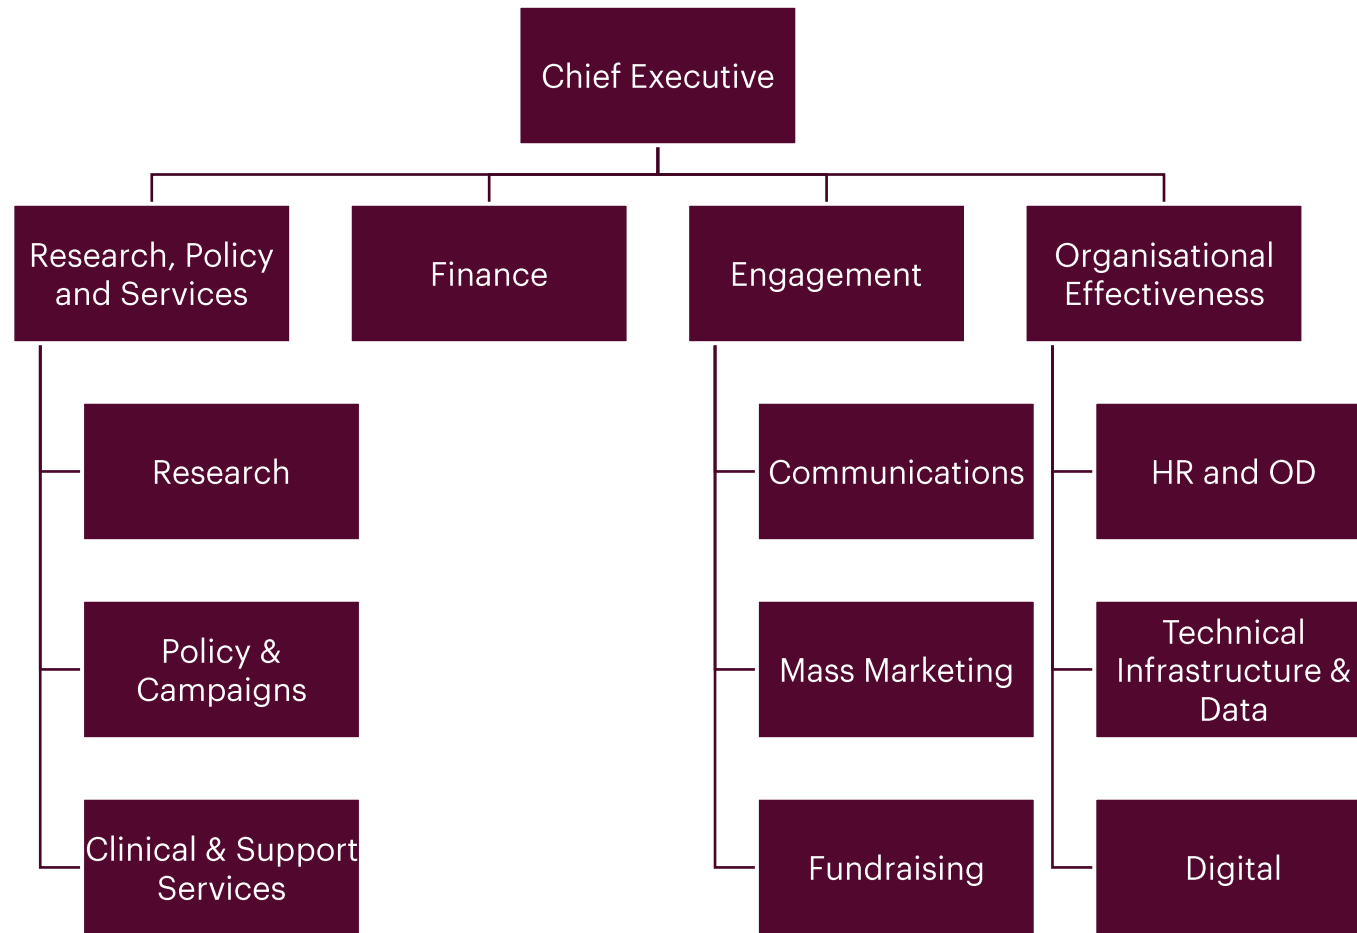 Chief Executive
Research, Policy
and Services
Finance
Engagement
Organisational
Effectiveness
Research
Communications
HR and OD
Policy &
Campaigns
Mass Marketing
Technical
Infrastructure &
Data
Clinical & Support
Services
Fundraising
Digital